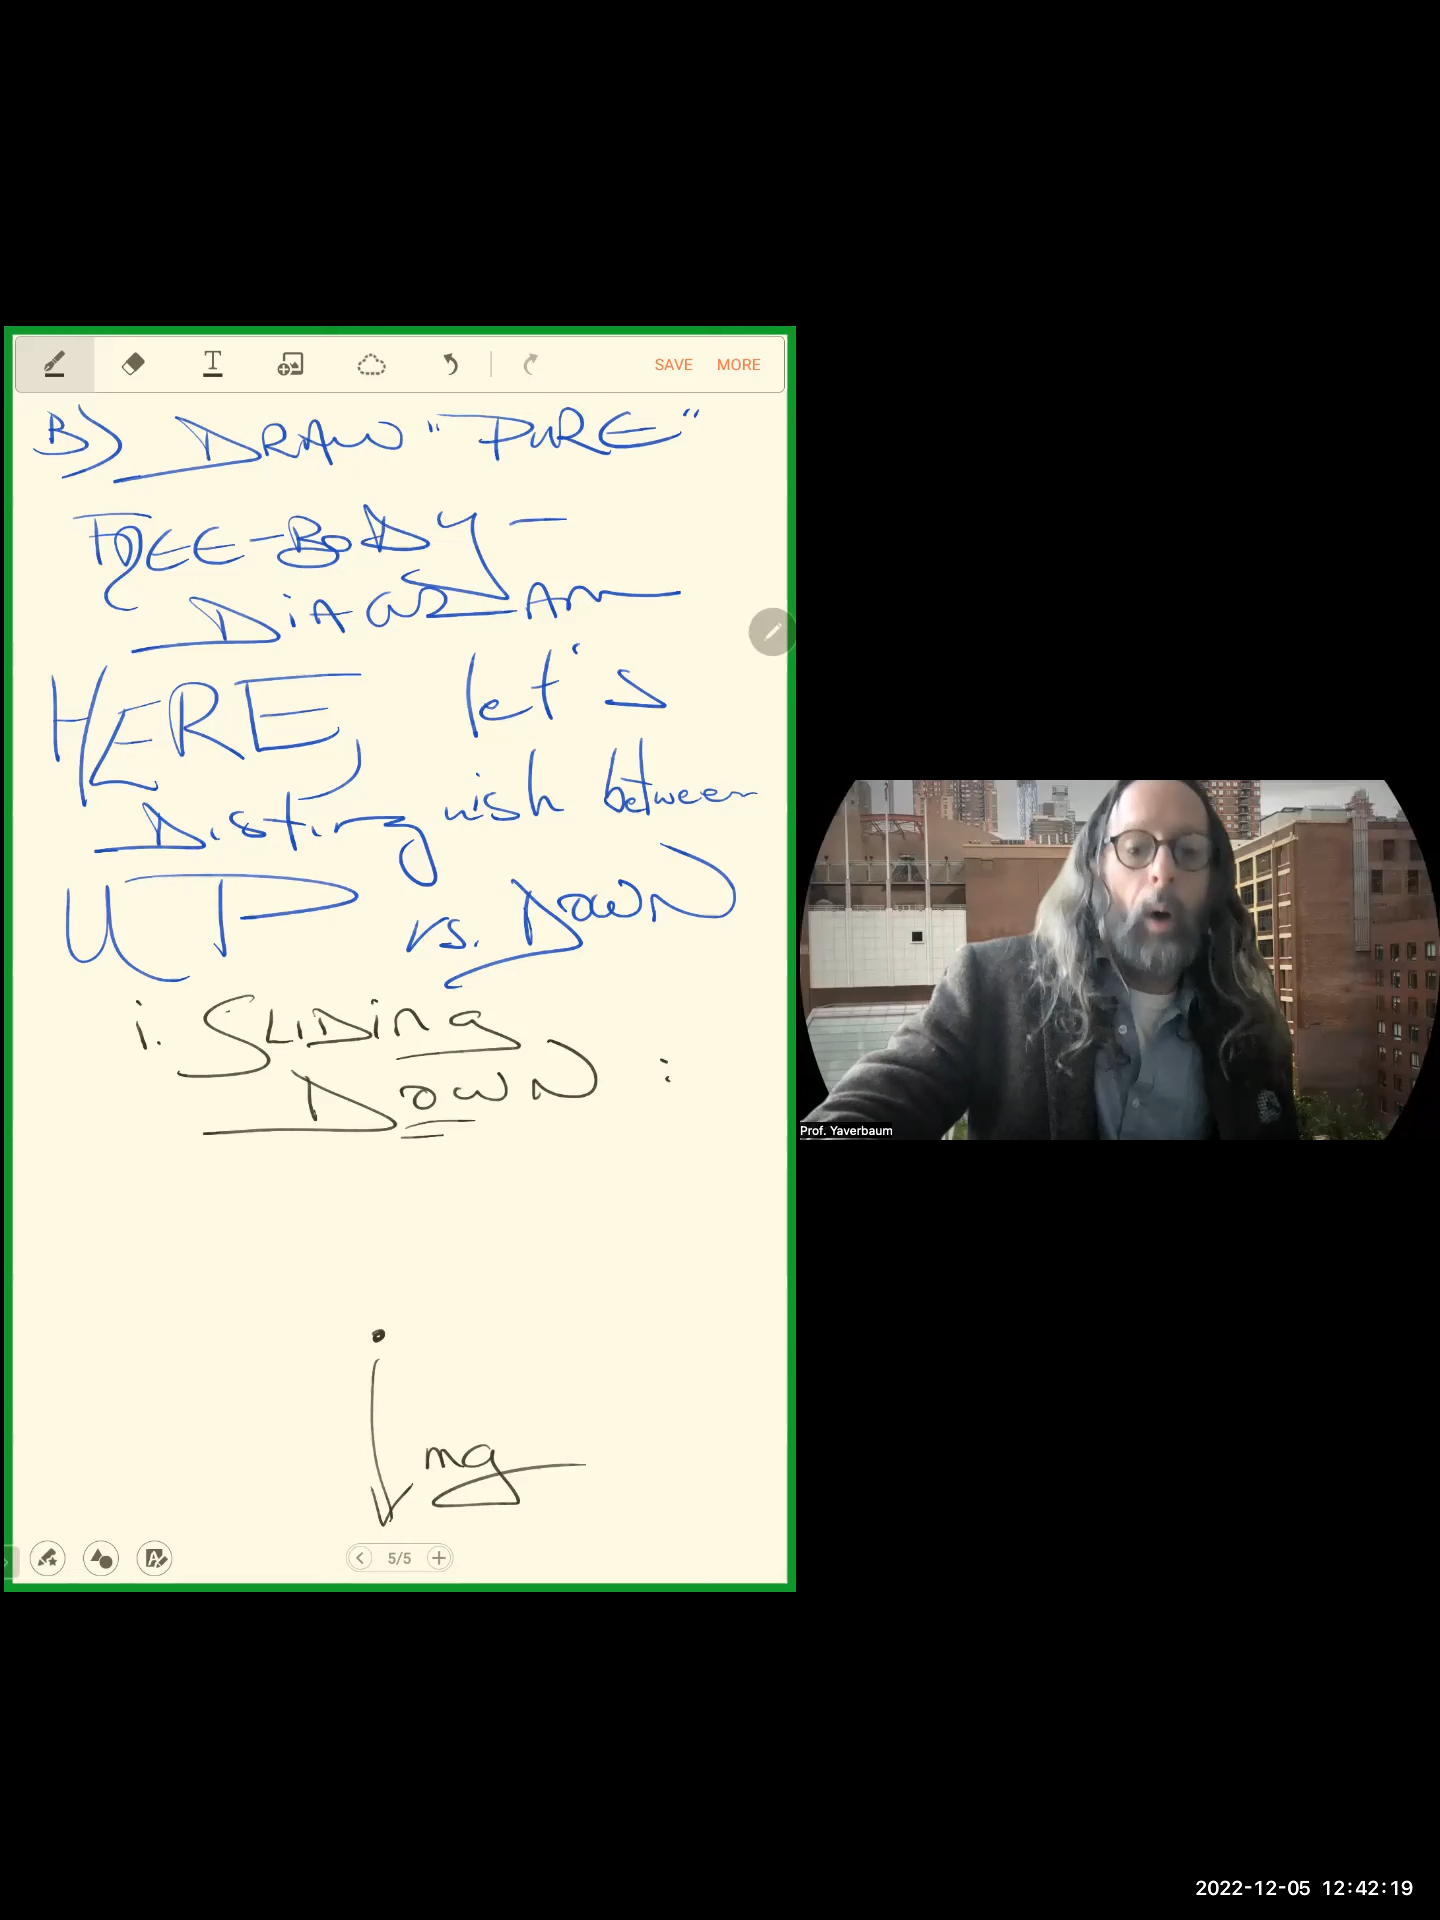 SAVE MORE
B) DRAW "PURE"
FREE-BODY-
DIAGRAM
HERE, let's
Distinguish between
UP vs. DOWN
i. SLIDING
DOWN :
mg
5/5
Prof. Yaverbaum
2022-12-05 12:42:19